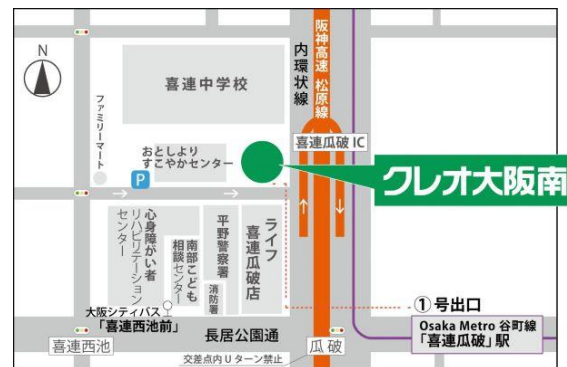 N
喜連中学校
内環状線
阪神高速 松原線
ファミリーマート
おとしより
すこやかセンター
P
喜連瓜破IC
クレオ大阪南
心身障がい者
リハビリテーション
センター
南部こども
相談センター
平野警察署
消防署
ライフ
喜連瓜破店
大阪シティバス
「喜連西池前」
喜連西池
長居公園通
交差点内Uターン禁止
瓜破
①号出口
Osaka Metro 谷町線
「喜連瓜破」駅